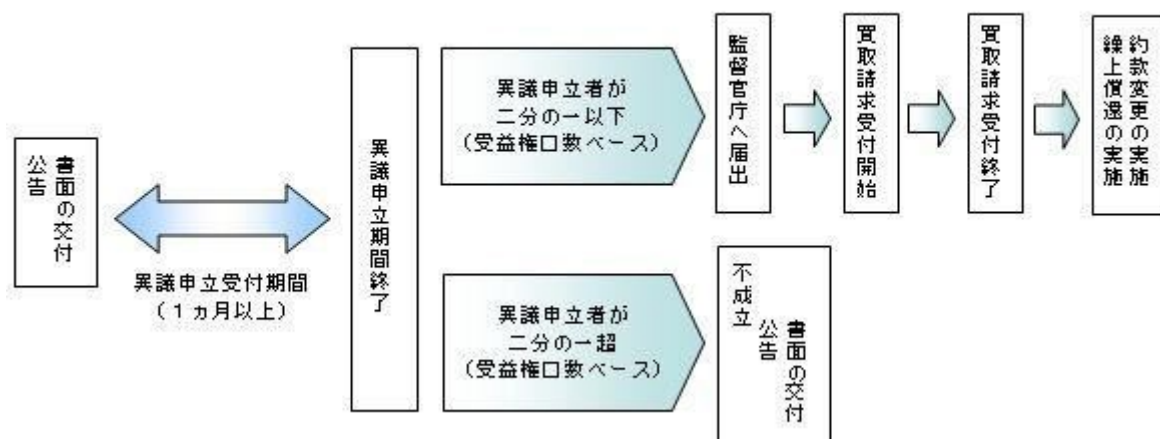 書面の交付
公告
異議申立受付期間
(1ヵ月以上)
異議申立期間終了
異議申立者が
二分の一以下
(受益権口数ベース)
監督官庁へ届出
買取請求受付開始
買取請求受付終了
約款変更の実施
繰上償還の実施
異議申立者が
二分の一超
(受益権口数ベース)
不成立
書面の交付
公告